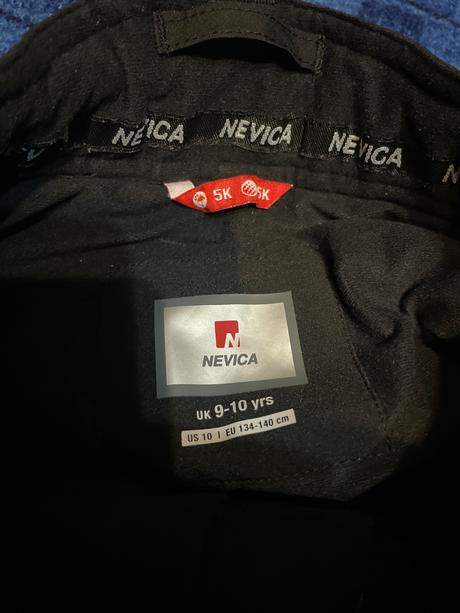 NEVICA NEVICA NEVICA
5K 5K
N
NEVICA
UK 9-10 yrs
US 10 | EU 134-140 cm